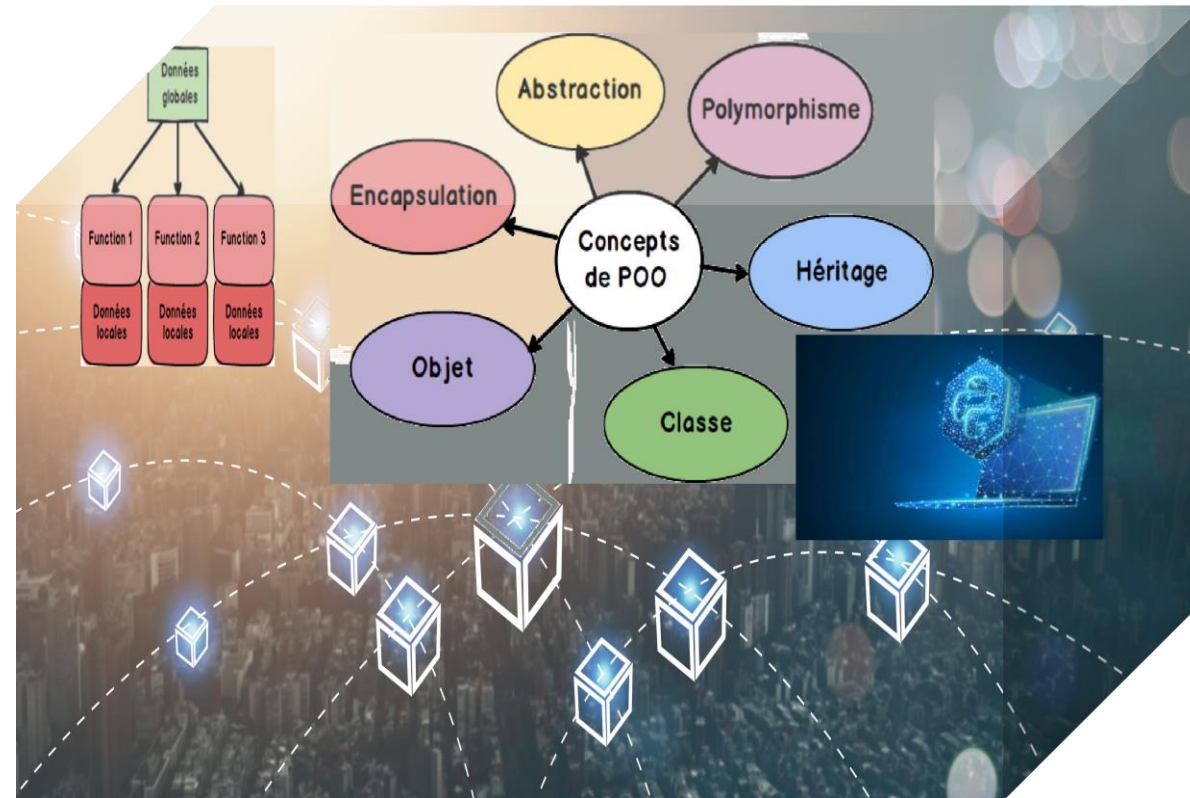 Données
globales
Function 1
Function 2
Function 3
Données
locales
Données
locales
Données
locales
Abstraction
Polymorphisme
Encapsulation
Concepts
de POO
Héritage
Objet
Classe